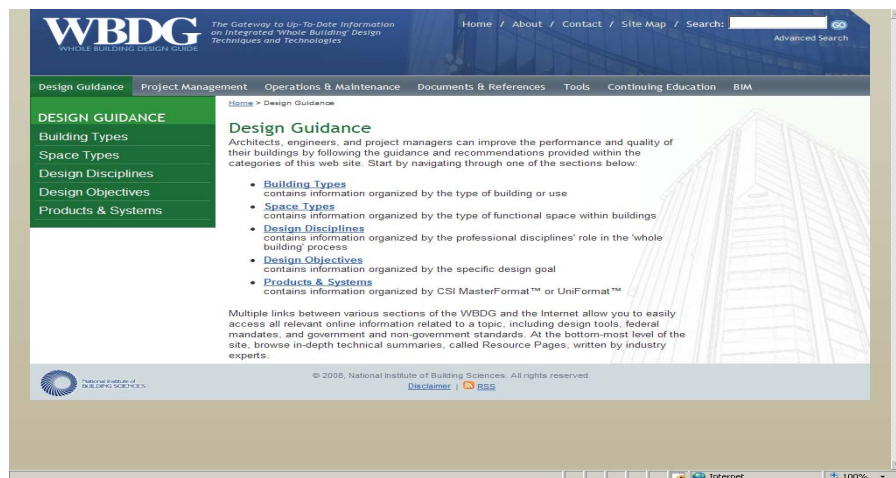 WBDG
WHOLE BUILDING DESIGN GUIDE
The Gateway to Up-To-Date Information
on Integrated 'Whole Building' Design
Techniques and Technologies
Home / About / Contact / Site Map / Search:
GO
Advanced Search
Design Guidance Project Management Operations & Maintenance Documents & References Tools Continuing Education BIM
DESIGN GUIDANCE
Building Types
Space Types
Design Disciplines
Design Objectives
Products & Systems
Home > Design Guidance
Design Guidance
Architects, engineers, and project managers can improve the performance and quality of
their buildings by following the guidance and recommendations provided within the
categories of this web site. Start by navigating through one of the sections below:
• Building Types
contains information organized by the type of building or use
• Space Types
contains information organized by the type of functional space within buildings
• Design Disciplines
contains information organized by the professional disciplines' role in the 'whole
building' process
• Design Objectives
contains information organized by the specific design goal
• Products & Systems
contains information organized by CSI MasterFormat™ or UniFormat™
Multiple links between various sections of the WBDG and the Internet allow you to easily
access all relevant online information related to a topic, including design tools, federal
mandates, and government and non-government standards. At the bottom-most level of the
site, browse in-depth technical summaries, called Resource Pages, written by industry
experts.
National Institute of
BUILDING SCIENCES
© 2008, National Institute of Building Sciences. All rights reserved.
Disclaimer | RSS
Internet
100%